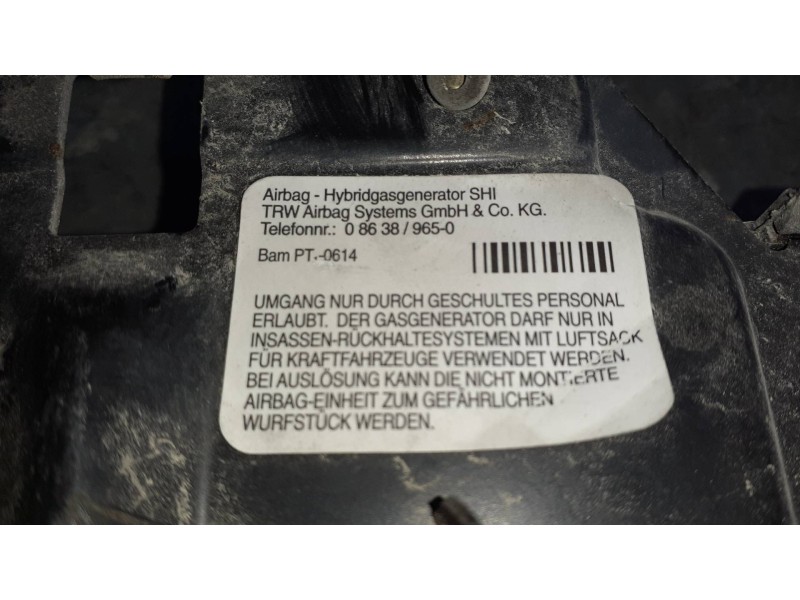 Airbag - Hybridgasgenerator SHI
TRW Airbag Systems GmbH & Co. KG.
Telefonnr.: 0 86 38 / 965-0
Bam PT.-0614
UMGANG NUR DURCH GESCHULTES PERSONAL
ERLAUBT. DER GASGENERATOR DARF NUR IN
INSASSEN-RÜCKHALTESYSTEMEN MIT LUFTSACK
FÜR KRAFTFAHRZEUGE VERWENDET WERDEN.
BEI AUSLÖSUNG KANN DIE NICHT MONTIERTE
AIRBAG-EINHEIT ZUM GEFÄHRLICHEN
WURFSTÜCK WERDEN.